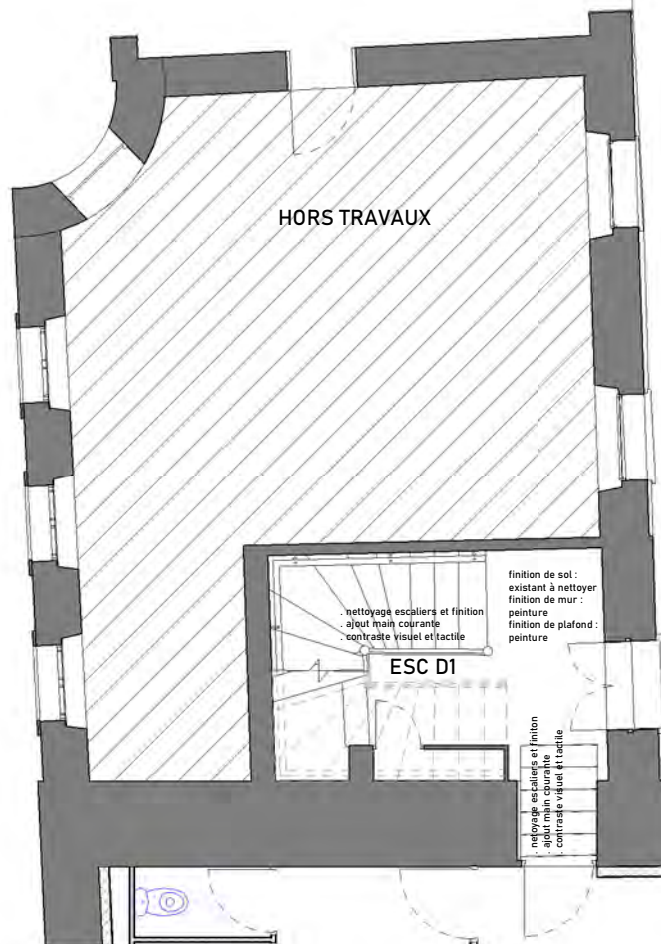 HORS TRAVAUX
finition de sol :
existant à nettoyer
finition de mur :
peinture
finition de plafond :
peinture
. nettoyage escaliers et finition
. ajout main courante
. contraste visuel et tactile
ESC D1
. netoyage escaliers et finiton
. ajout main courante
. contraste visuel et tactile